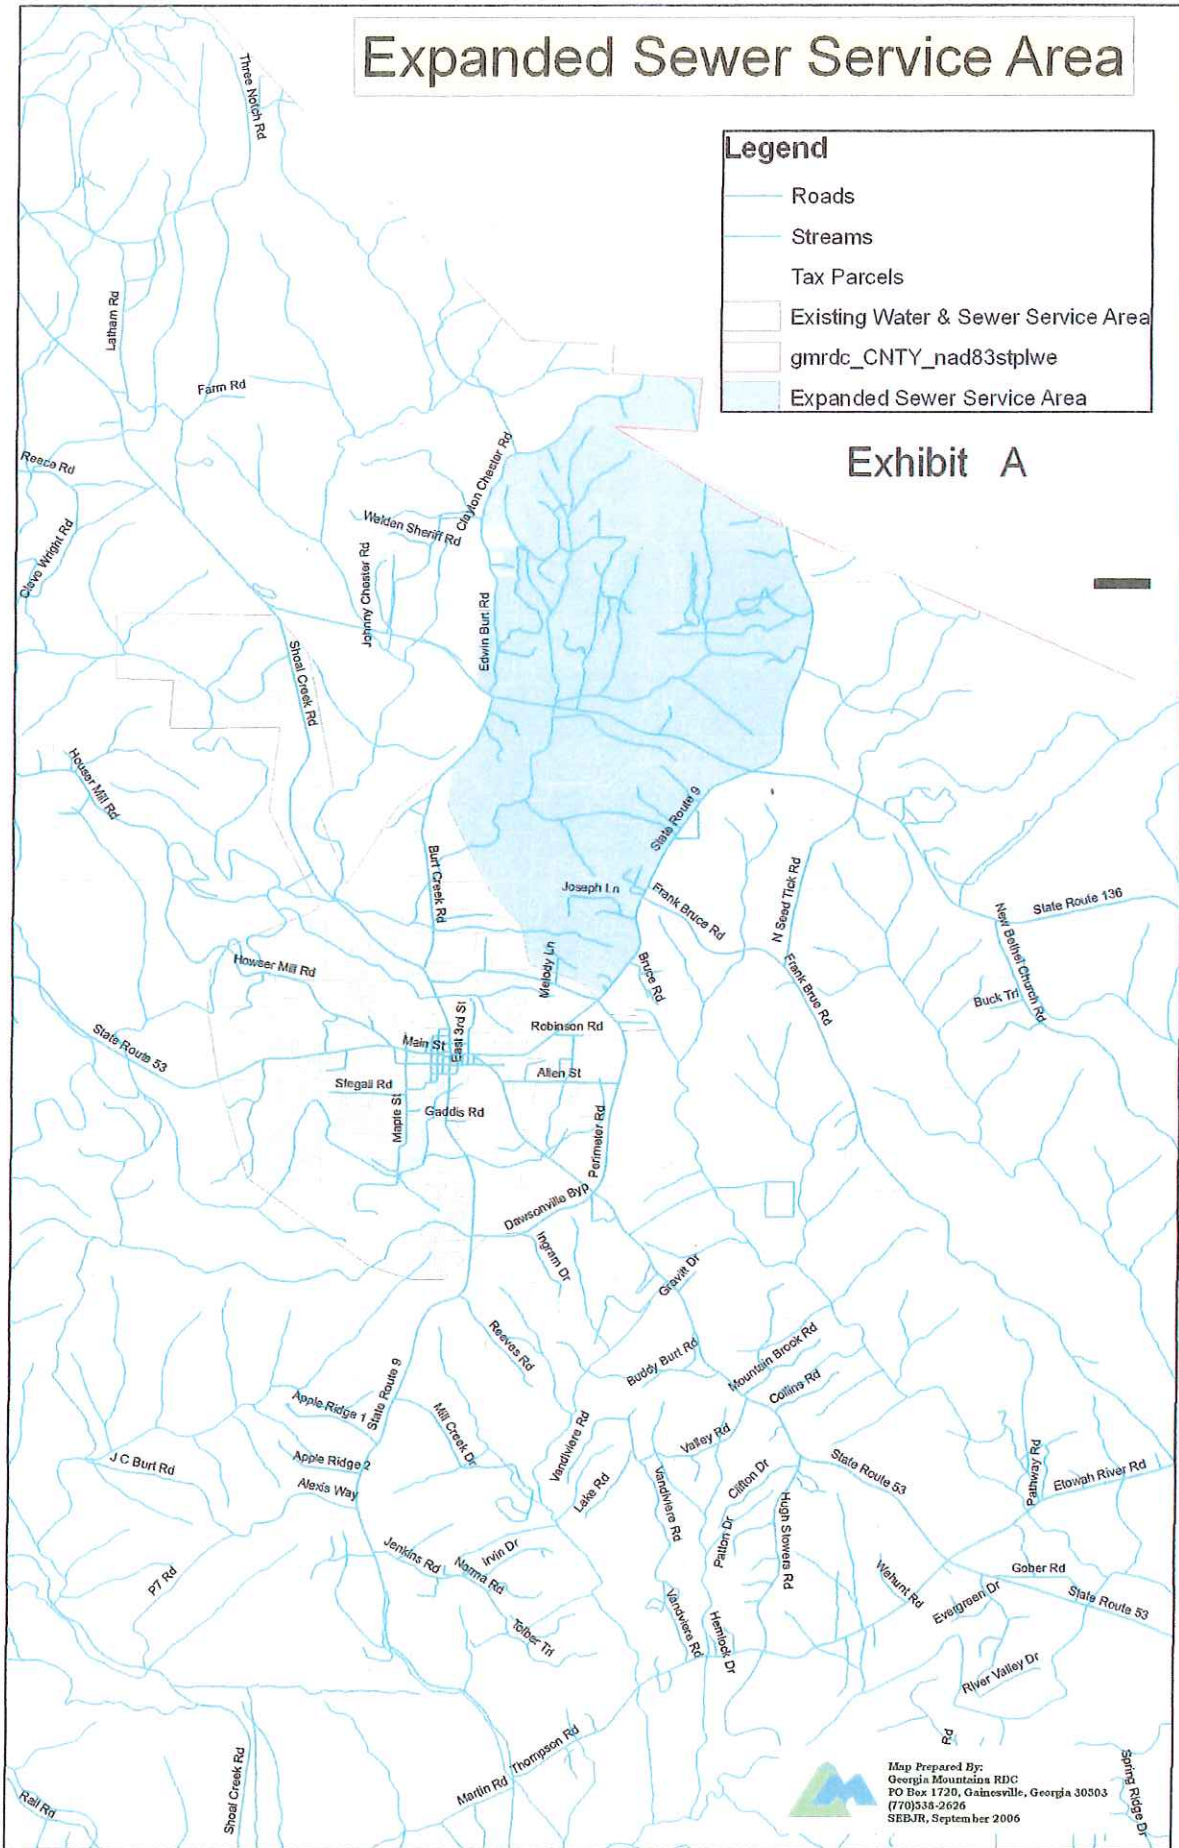 Expanded Sewer Service Area
Legend
Roads
Streams
Tax Parcels
Existing Water & Sewer Service Area
gmrdc_CNTY_nad83stplwe
Expanded Sewer Service Area
Exhibit A
Three Notch Rd
Latham Rd
Farm Rd
Reece Rd
Cleve Wright Rd
Clayton Chester Rd
Welden Sheriff Rd
Johnny Chester Rd
Edwin Burt Rd
Shoal Creek Rd
Houser Mill Rd
State Route 9
Burt Creek Rd
Joseph Ln
Frank Bruce Rd
N Seed Tick Rd
State Route 136
New Bethel Church Rd
Howser Mill Rd
Melody Ln
Bruce Rd
Frank Brue Rd
Buck Trl
State Route 53
East 3rd St
Robinson Rd
Main St
Allen St
Stegall Rd
Maple St
Gaddis Rd
Perimeter Rd
Dawsonville Byp
Ingram Dr
Gravitt Dr
Reeves Rd
Buddy Burt Rd
Mountain Brook Rd
Collins Rd
State Route 9
Apple Ridge 1
Mill Creek Dr
Vandiviere Rd
Valley Rd
J C Burt Rd
Apple Ridge 2
Alexis Way
Lake Rd
Vandiviere Rd
Clifton Dr
State Route 53
Pathway Rd
Etowah River Rd
Patton Dr
Hugh Stowers Rd
Jenkins Rd
Irvin Dr
Norma Rd
P7 Rd
Wehunt Rd
Evergreen Dr
Gober Rd
State Route 53
Tolber Trl
Vandviere Rd
Hemlock Dr
River Valley Dr
Rd
Thompson Rd
Martin Rd
Shoal Creek Rd
Rail Rd
Spring Ridge Dr
Map Prepared By:
Georgia Mountains RDC
PO Box 1720, Gainesville, Georgia 30503
(770)538-2626
SEBJR, September 2006